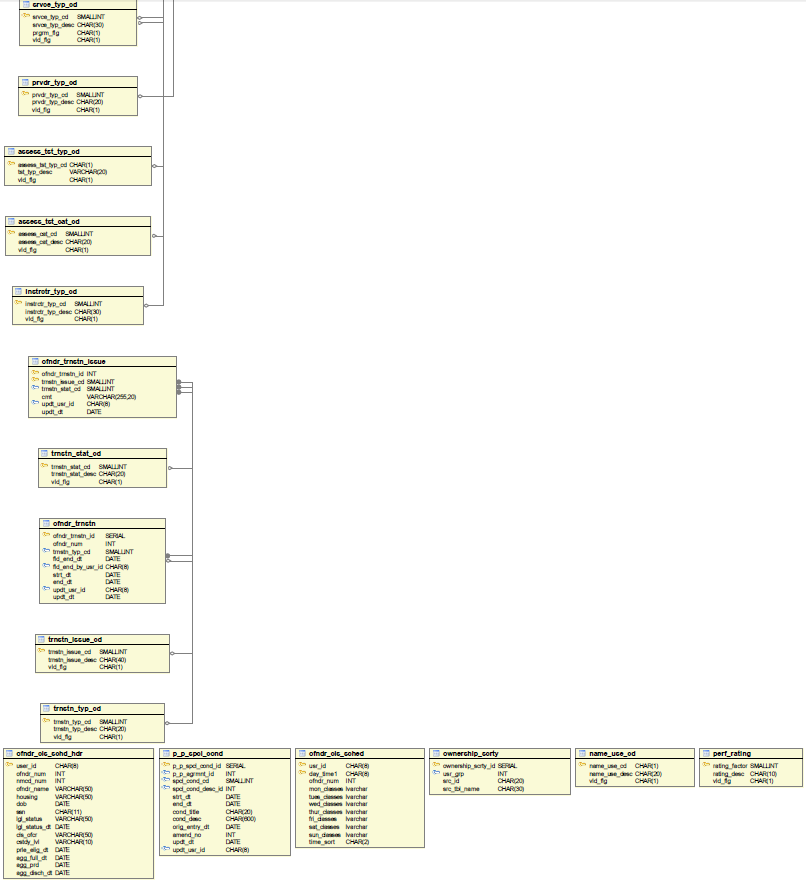 srvce_typ_cd
srvce_typ_cd SMALLINT
srvce_typ_desc CHAR(30)
prgrm_flg CHAR(1)
vld_flg CHAR(1)
prvdr_typ_cd
prvdr_typ_cd SMALLINT
prvdr_typ_desc CHAR(20)
vld_flg CHAR(1)
assess_tst_typ_cd
assess_tst_typ_cd CHAR(1)
tst_typ_desc VARCHAR(20)
vld_flg CHAR(1)
assess_tst_cat_cd
assess_cat_cd SMALLINT
assess_cat_desc CHAR(20)
vld_flg CHAR(1)
instrctr_typ_cd
instrctr_typ_cd SMALLINT
instrctr_typ_desc CHAR(30)
vld_flg CHAR(1)
ofndr_trnstn_issue
ofndr_trnstn_id INT
trnstn_issue_cd SMALLINT
trnstn_stat_cd SMALLINT
cmt VARCHAR(255,20)
updt_usr_id CHAR(8)
updt_dt DATE
trnstn_stat_cd
trnstn_stat_cd SMALLINT
trnstn_stat_desc CHAR(20)
vld_flg CHAR(1)
ofndr_trnstn
ofndr_trnstn_id SERIAL
ofndr_num INT
trnstn_typ_cd SMALLINT
fld_end_dt DATE
fld_end_by_usr_id CHAR(8)
strt_dt DATE
end_dt DATE
updt_usr_id CHAR(8)
updt_dt DATE
trnstn_issue_cd
trnstn_issue_cd SMALLINT
trnstn_issue_desc CHAR(40)
vld_flg CHAR(1)
trnstn_typ_cd
trnstn_typ_cd SMALLINT
trnstn_typ_desc CHAR(20)
vld_flg CHAR(1)
ofndr_cls_schd_hdr
user_id CHAR(8)
ofndr_num INT
nmcd_num INT
ofndr_name VARCHAR(50)
housing VARCHAR(50)
dob DATE
ssn CHAR(11)
lgl_status VARCHAR(50)
lgl_status_dt DATE
cls_ofcr VARCHAR(50)
cstdy_lvl VARCHAR(10)
prle_elig_dt DATE
agg_full_dt DATE
agg_prd DATE
agg_disch_dt DATE
p_p_spcl_cond
p_p_spcl_cond_id SERIAL
p_p_agrmnt_id INT
spcl_cond_cd SMALLINT
spcl_cond_desc_id INT
strt_dt DATE
end_dt DATE
cond_title CHAR(20)
cond_desc CHAR(600)
orig_entry_dt DATE
amend_no INT
updt_dt DATE
updt_usr_id CHAR(8)
ofndr_cls_sched
usr_id CHAR(8)
day_time1 CHAR(8)
ofndr_num INT
mon_classes lvarchar
tues_classes lvarchar
wed_classes lvarchar
thur_classes lvarchar
fri_classes lvarchar
sat_classes lvarchar
sun_classes lvarchar
time_sort CHAR(2)
ownership_scrty
ownership_scrty_id SERIAL
usr_grp INT
src_id CHAR(20)
src_tbl_name CHAR(30)
name_use_cd
name_use_cd CHAR(1)
name_use_desc CHAR(20)
vld_flg CHAR(1)
perf_rating
rating_factor SMALLINT
rating_desc CHAR(10)
vld_flg CHAR(1)